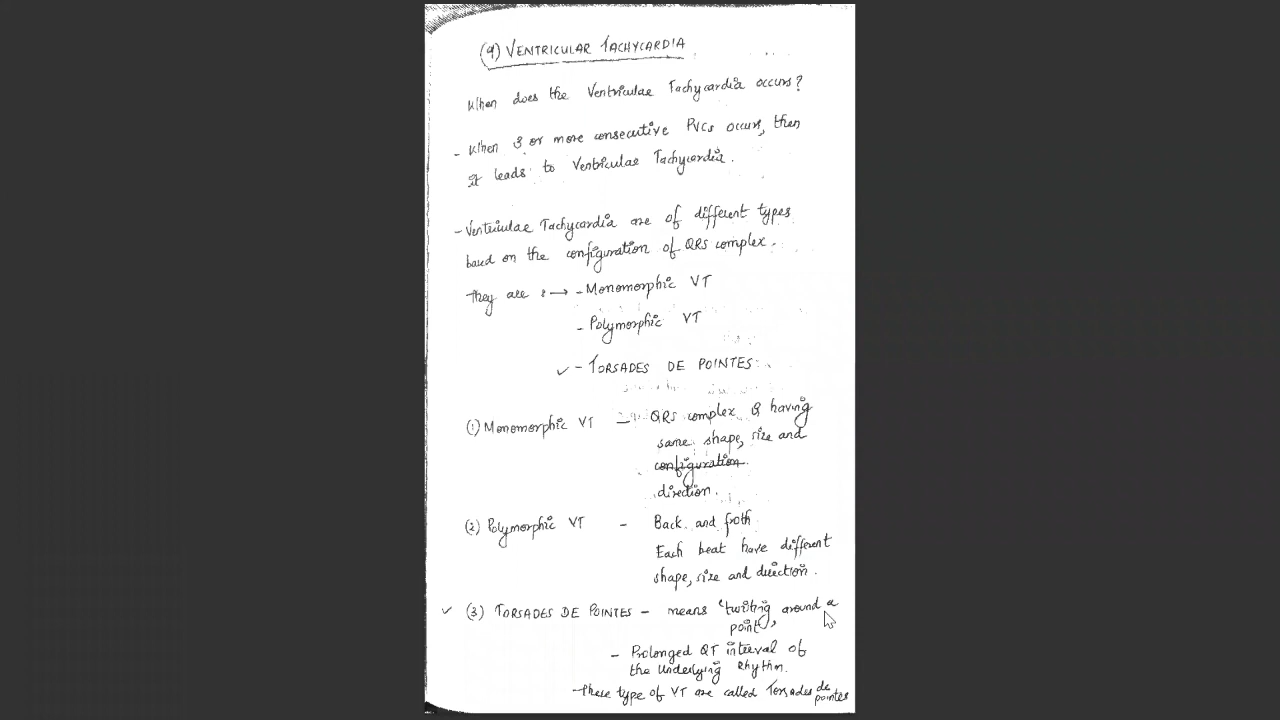 (9) VENTRICULAR TACHYCARDIA
When does the Ventriculae Tachycardia occurs?
- When 3 or more consecutive PVCs occurs, then
it leads to Ventriculae Tachycardia.
- Ventriculae Tachycardia are of different types
based on the configuration of QRS complex.
They are : → - Monomorphic VT
- Polymorphic VT
✓ - TORSADES DE POINTES
(1) Monomorphic VT - QRS complex is having
same shape, size and
configuration
direction.
(2) Polymorphic VT - Back and froth
Each beat have different
shape, size and direction.
✓ (3) TORSADES DE POINTES - means "twisting around a
point",
- Prolonged QT interval of
the underlying rhythm.
- These type of VT are called Torsades de
pointes